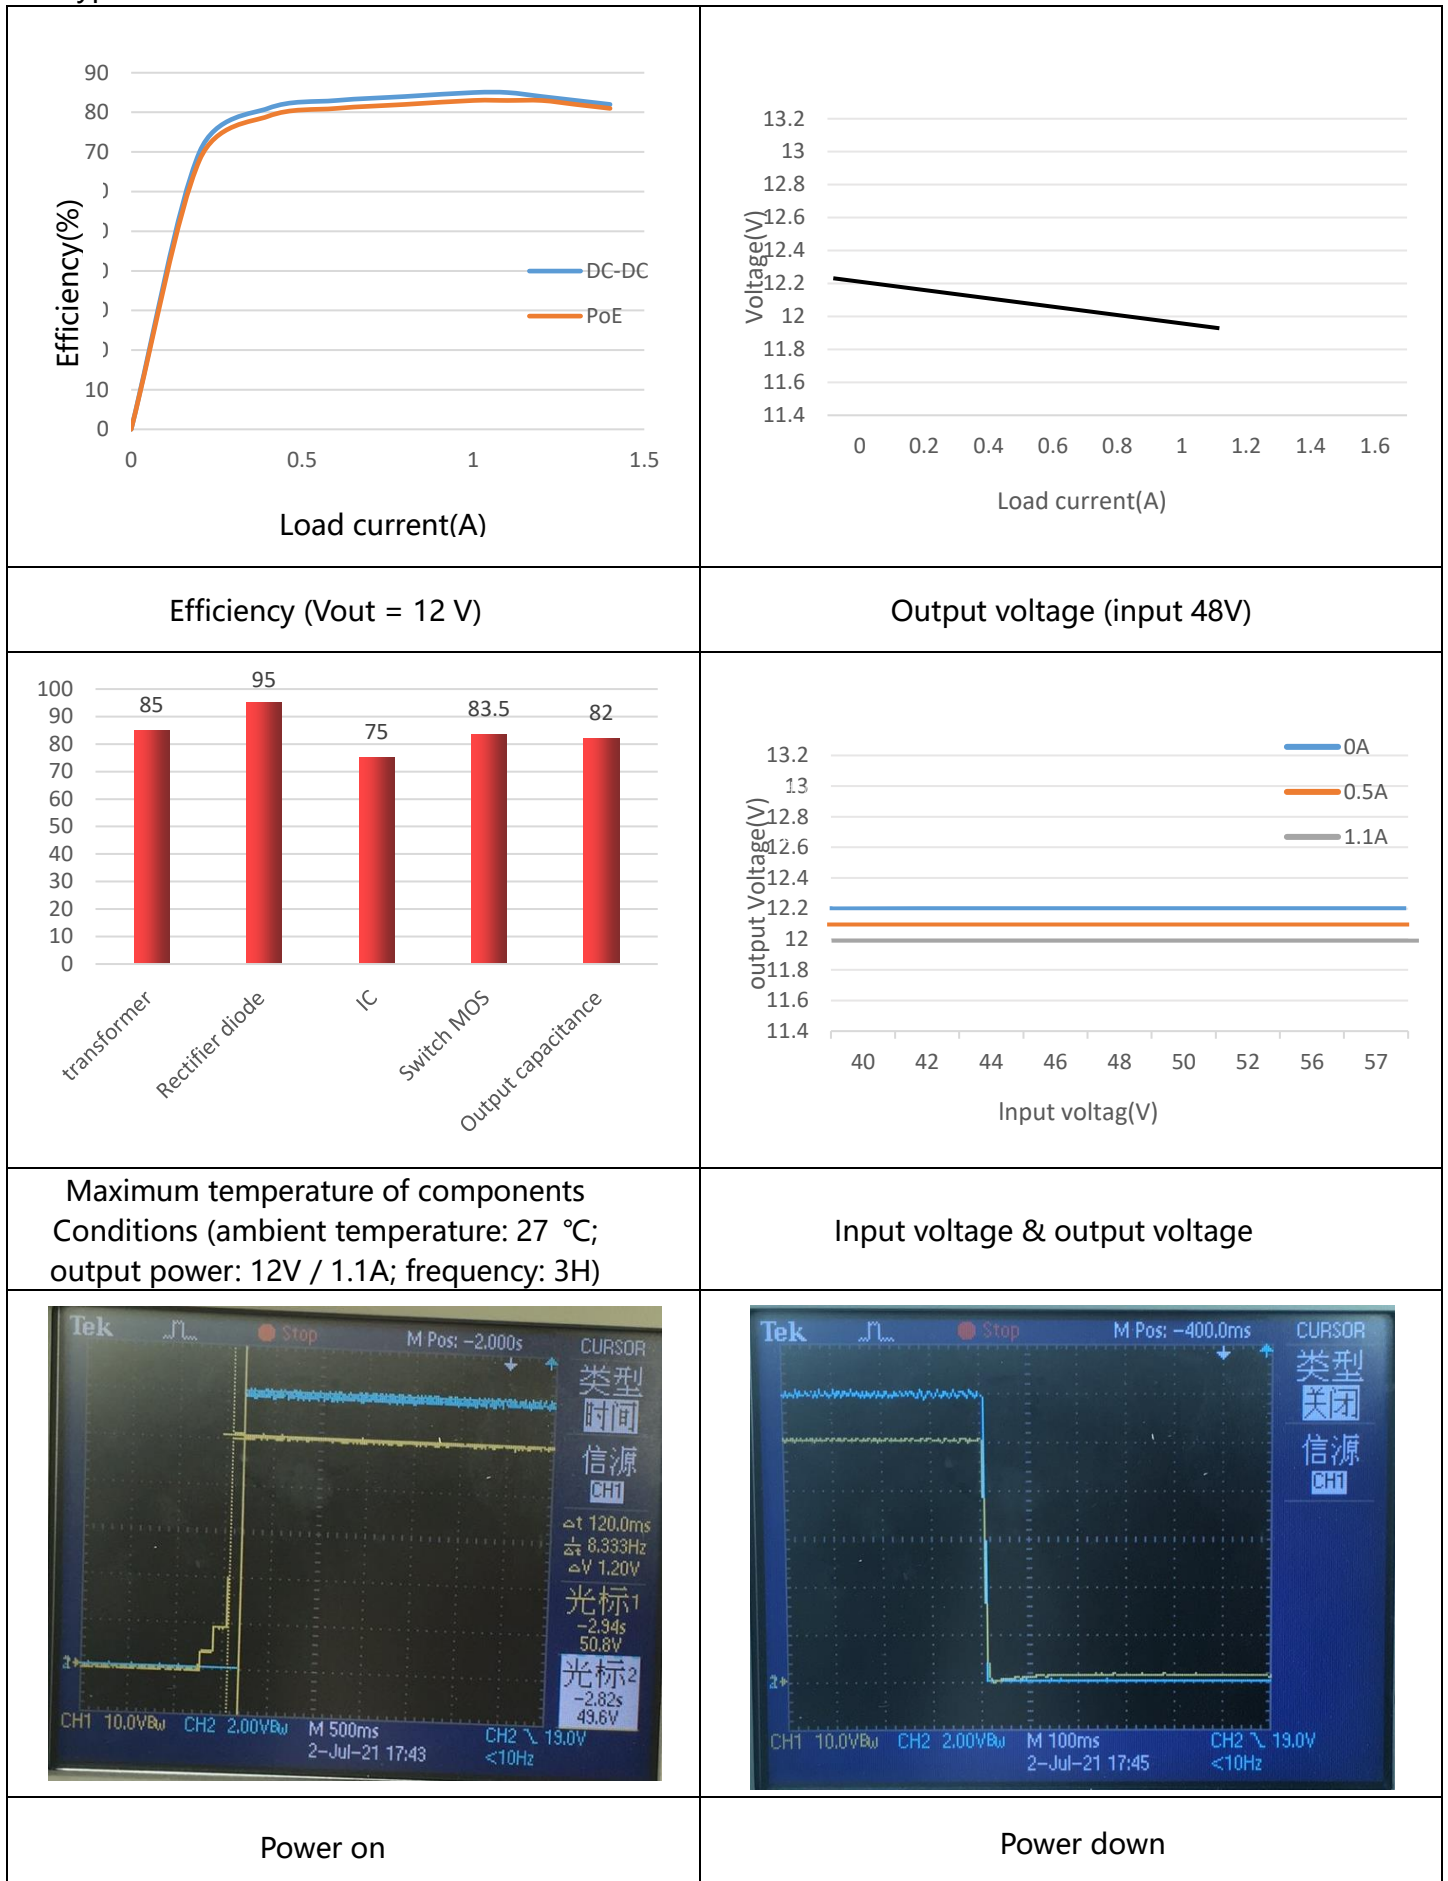 90
80
70
10
0
Efficiency(%)
DC-DC
PoE
0 0.5 1 1.5
Load current(A)
13.2
13
12.8
12.6
12.4
12.2
12
11.8
11.6
11.4
Voltage(V)
0 0.2 0.4 0.6 0.8 1 1.2 1.4 1.6
Load current(A)
Efficiency (Vout = 12 V)
Output voltage (input 48V)
100
90
80
70
60
50
40
30
20
10
0
85
95
75
83.5
82
transformer
Rectifier diode
IC
Switch MOS
Output capacitance
13.2
13
12.8
12.6
12.4
12.2
12
11.8
11.6
11.4
output Voltage(V)
0A
0.5A
1.1A
40 42 44 46 48 50 52 56 57
Input voltag(V)
Maximum temperature of components
Conditions (ambient temperature: 27 ℃;
output power: 12V / 1.1A; frequency: 3H)
Input voltage & output voltage
Tek Stop M Pos: -2.000s CURSOR
类型
时间
信源
CH1
Δt 120.0ms
1/Δt 8.333Hz
ΔV 1.20V
光标1
-2.94s
50.8V
光标2
-2.82s
49.6V
CH1 10.0VBw CH2 2.00VBw M 500ms CH2 19.0V
2-Jul-21 17:43 <10Hz
Tek Stop M Pos: -400.0ms CURSOR
类型
关闭
信源
CH1
CH1 10.0VBw CH2 2.00VBw M 100ms CH2 19.0V
2-Jul-21 17:45 <10Hz
Power on
Power down